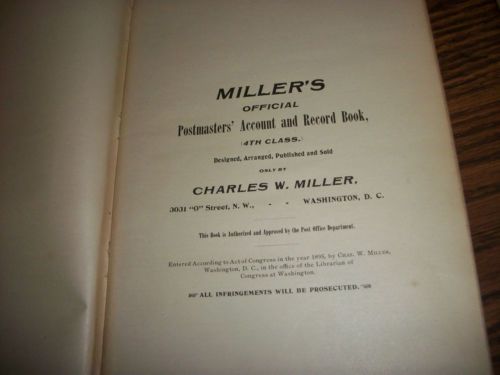 MILLER'S
OFFICIAL
Postmasters' Account and Record Book,
(4TH CLASS.)
Designed, Arranged, Published and Sold
ONLY BY
CHARLES W. MILLER,
3031 "O" Street, N. W., - - WASHINGTON, D. C.
This Book is Authorized and Approved by the Post Office Department.
Entered According to Act of Congress in the year 1895, by CHAS. W. MILLER,
Washington, D. C., in the office of the Librarian of
Congress at Washington.
ALL INFRINGEMENTS WILL BE PROSECUTED.